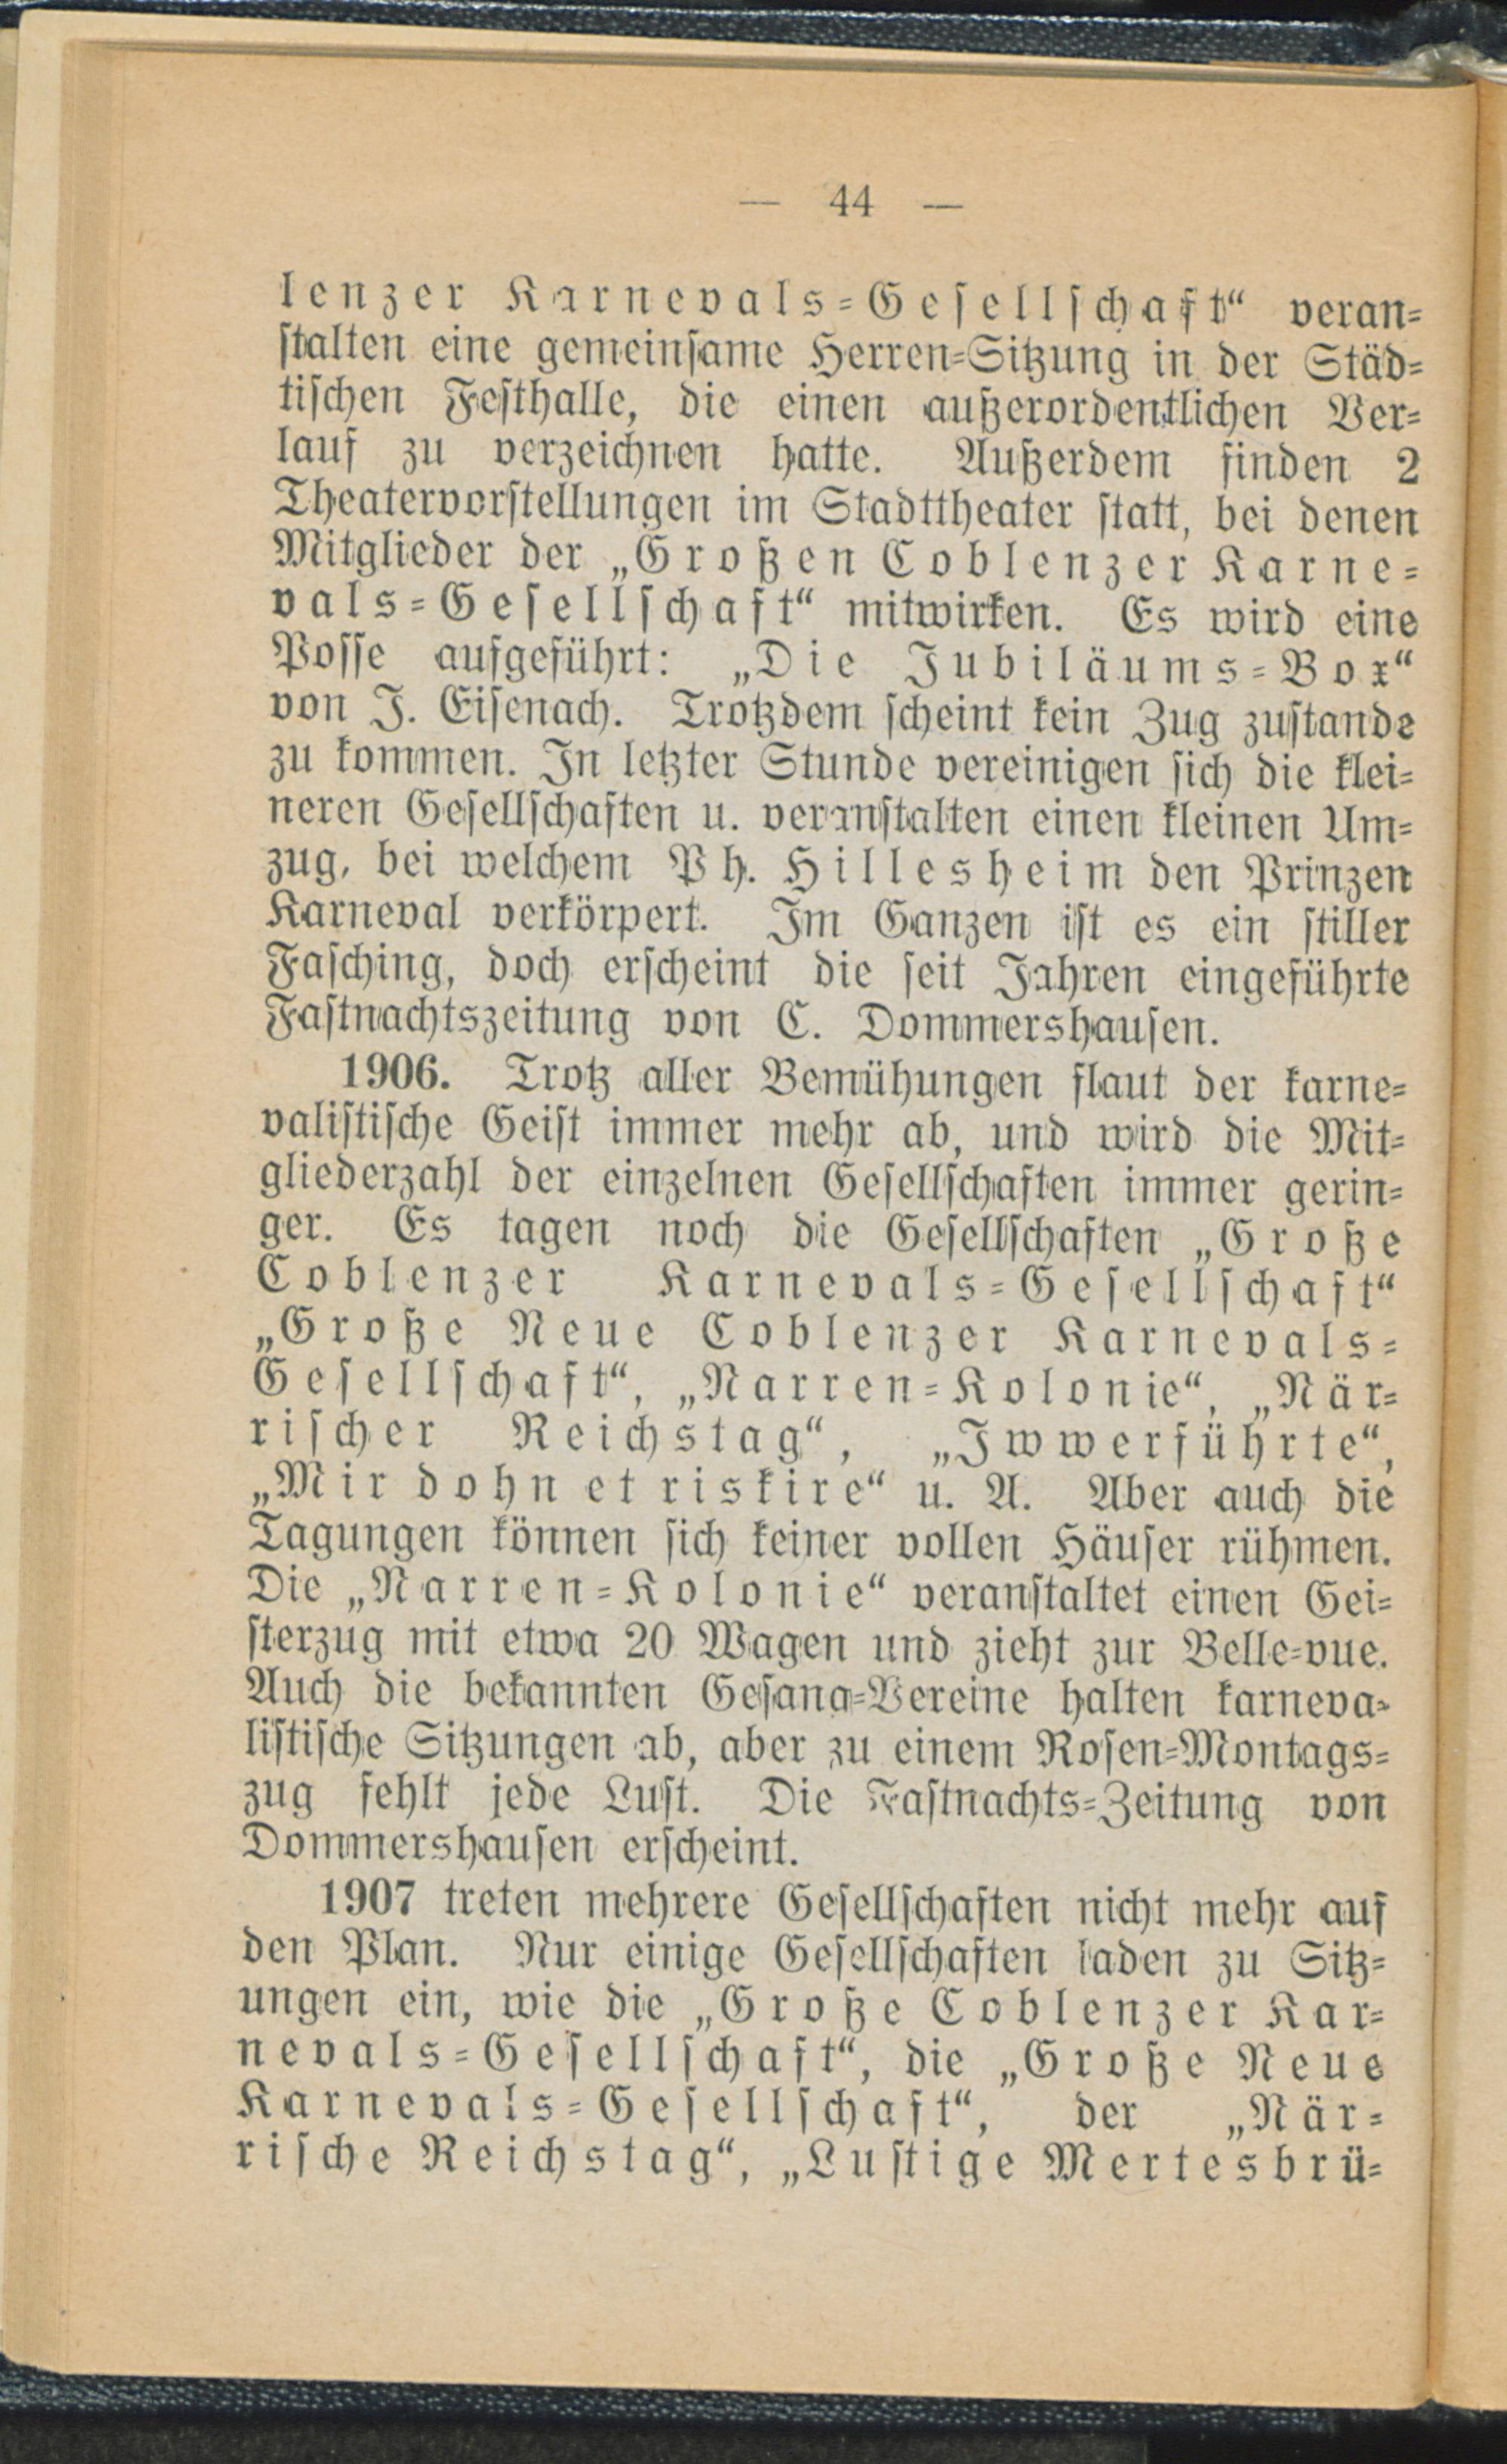 — 44 —
lenzer Karnevals-Gesellschaft“ veran-
stalten eine gemeinsame Herren-Sitzung in der Städ-
tischen Festhalle, die einen außerordentlichen Ver-
lauf zu verzeichnen hatte. Außerdem finden 2
Theatervorstellungen im Stadttheater statt, bei denen
Mitglieder der „Großen Coblenzer Karne-
vals-Gesellschaft“ mitwirken. Es wird eine
Posse aufgeführt: „Die Jubiläums-Box“
von J. Eisenach. Trotzdem scheint kein Zug zustande
zu kommen. In letzter Stunde vereinigen sich die klei-
neren Gesellschaften u. veranstalten einen kleinen Um-
zug, bei welchem Ph. Hillesheim den Prinzen
Karneval verkörpert. Im Ganzen ist es ein stiller
Fasching, doch erscheint die seit Jahren eingeführte
Fastnachtszeitung von C. Dommershausen.
1906. Trotz aller Bemühungen flaut der karne-
valistische Geist immer mehr ab, und wird die Mit-
gliederzahl der einzelnen Gesellschaften immer gerin-
ger. Es tagen noch die Gesellschaften „Große
Coblenzer Karnevals-Gesellschaft“
„Große Neue Coblenzer Karnevals-
Gesellschaft“, „Narren-Kolonie“, „När-
rischer Reichstag“, „Iwwerführte“,
„Mir dohn et riskire“ u. A. Aber auch die
Tagungen können sich keiner vollen Häuser rühmen.
Die „Narren-Kolonie“ veranstaltet einen Gei-
sterzug mit etwa 20 Wagen und zieht zur Belle-vue.
Auch die bekannten Gesang-Vereine halten karneva-
listische Sitzungen ab, aber zu einem Rosen-Montags-
zug fehlt jede Lust. Die Fastnachts-Zeitung von
Dommershausen erscheint.
1907 treten mehrere Gesellschaften nicht mehr auf
den Plan. Nur einige Gesellschaften laden zu Sitz-
ungen ein, wie die „Große Coblenzer Kar-
nevals-Gesellschaft“, die „Große Neue
Karnevals-Gesellschaft“, der „När-
rische Reichstag“, „Lustige Mertesbrü-